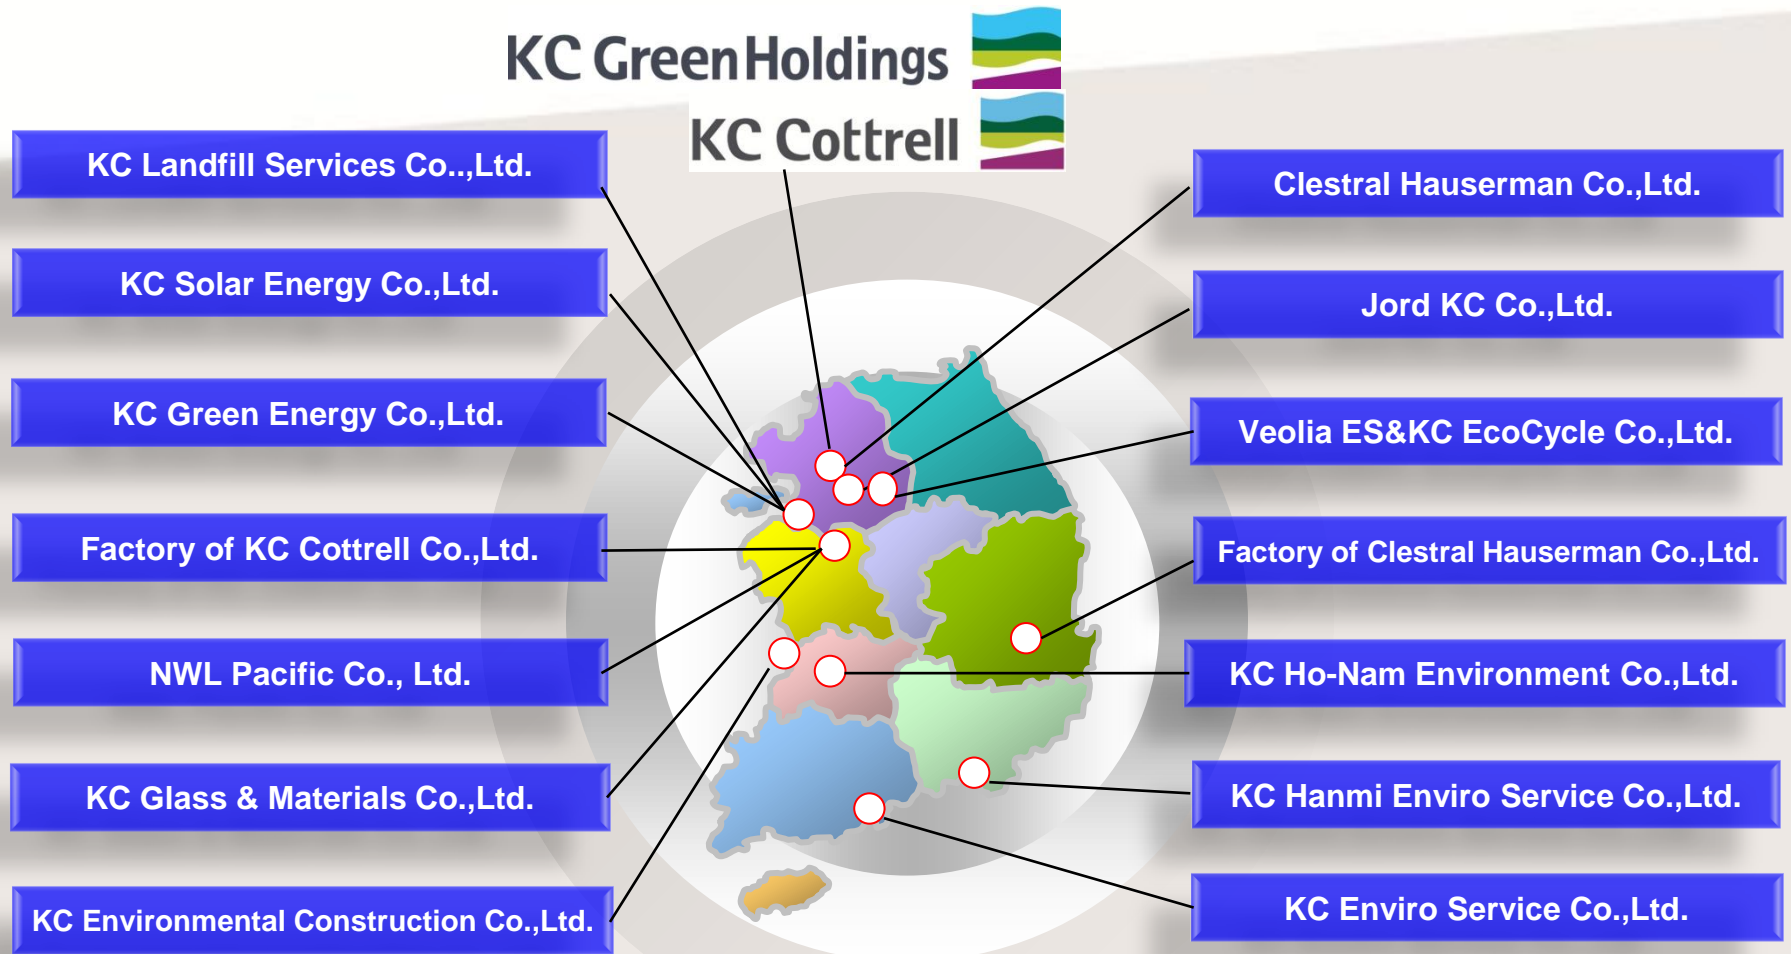 KC GreenHoldings
KC Cottrell
KC Landfill Services Co..,Ltd.
KC Solar Energy Co.,Ltd.
KC Green Energy Co.,Ltd.
Factory of KC Cottrell Co.,Ltd.
NWL Pacific Co., Ltd.
KC Glass & Materials Co.,Ltd.
KC Environmental Construction Co.,Ltd.
Clestral Hauserman Co.,Ltd.
Jord KC Co.,Ltd.
Veolia ES&KC EcoCycle Co.,Ltd.
Factory of Clestral Hauserman Co.,Ltd.
KC Ho-Nam Environment Co.,Ltd.
KC Hanmi Enviro Service Co.,Ltd.
KC Enviro Service Co.,Ltd.